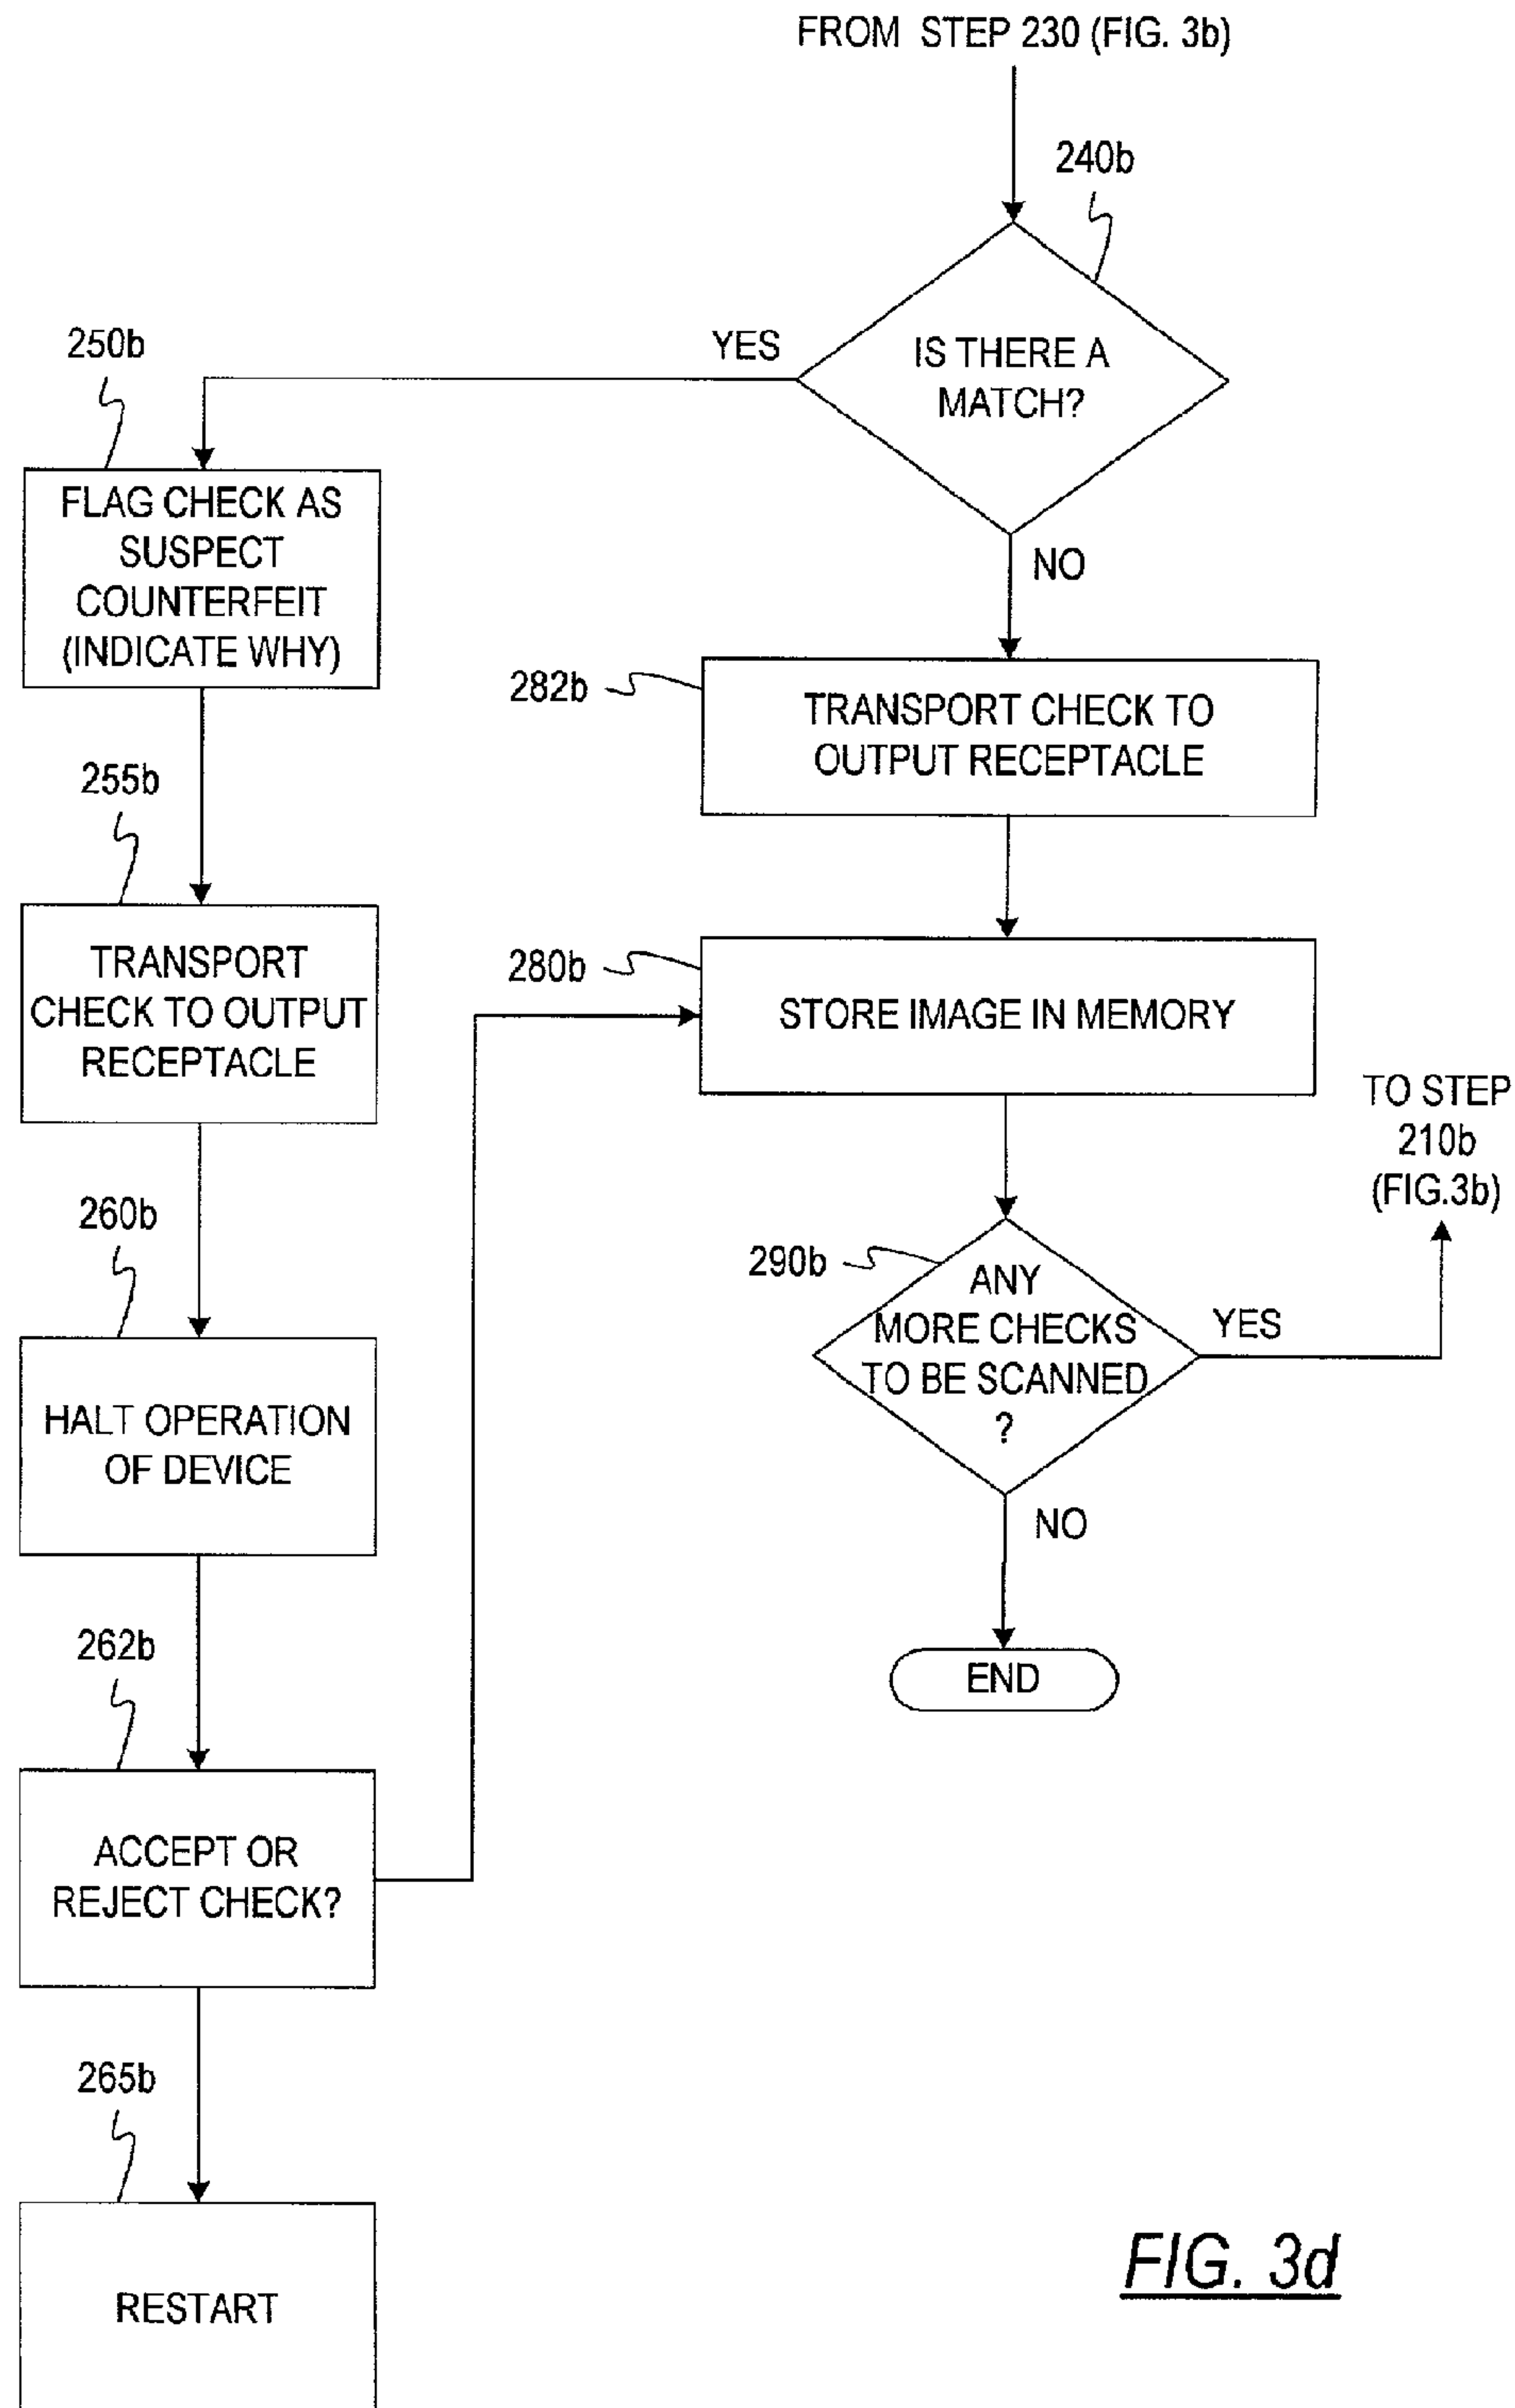 FROM STEP 230 (FIG. 3b)
240b
IS THERE A
MATCH?
YES
NO
250b
FLAG CHECK AS
SUSPECT
COUNTERFEIT
(INDICATE WHY)
255b
TRANSPORT
CHECK TO OUTPUT
RECEPTACLE
260b
HALT OPERATION
OF DEVICE
262b
ACCEPT OR
REJECT CHECK?
265b
RESTART
282b
TRANSPORT CHECK TO
OUTPUT RECEPTACLE
280b
STORE IMAGE IN MEMORY
290b
ANY
MORE CHECKS
TO BE SCANNED
?
YES
TO STEP
210b
(FIG.3b)
NO
END
FIG. 3d